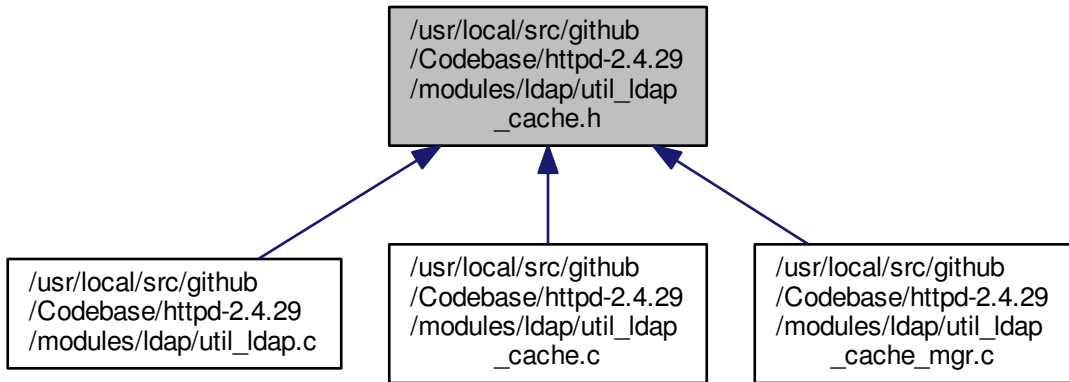 /usr/local/src/github
/Codebase/httpd-2.4.29
/modules/ldap/util_ldap
_cache.h
/usr/local/src/github
/Codebase/httpd-2.4.29
/modules/ldap/util_ldap.c
/usr/local/src/github
/Codebase/httpd-2.4.29
/modules/ldap/util_ldap
_cache.c
/usr/local/src/github
/Codebase/httpd-2.4.29
/modules/ldap/util_ldap
_cache_mgr.c